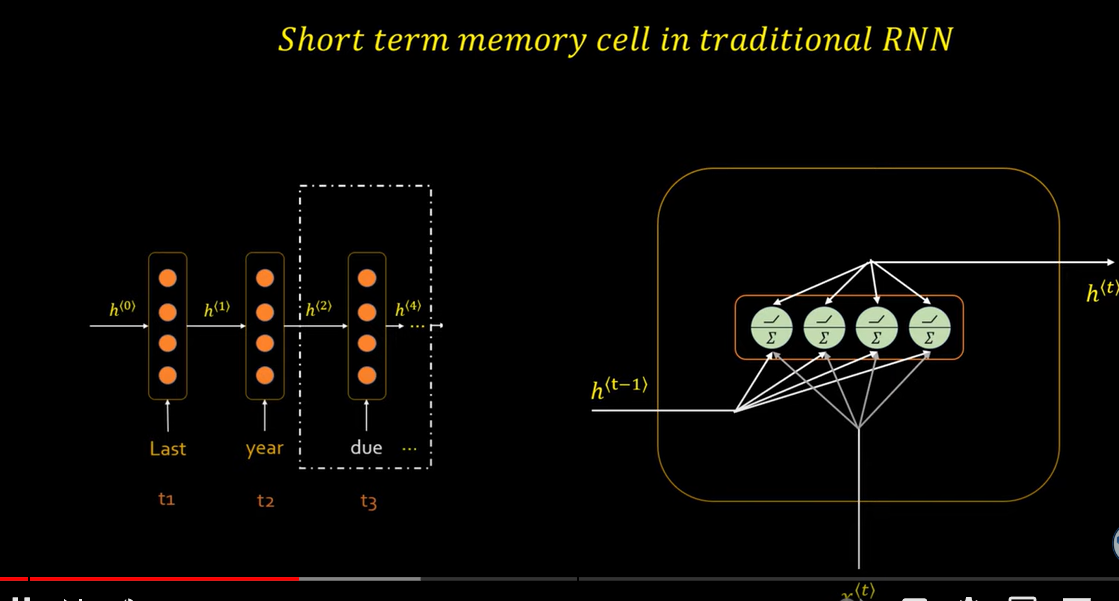 Short term memory cell in traditional RNN
h⟨0⟩ h⟨1⟩ h⟨2⟩ h⟨4⟩ ...
Last year due ...
t1 t2 t3
h⟨t⟩
Σ Σ Σ Σ
h⟨t−1⟩
x⟨t⟩